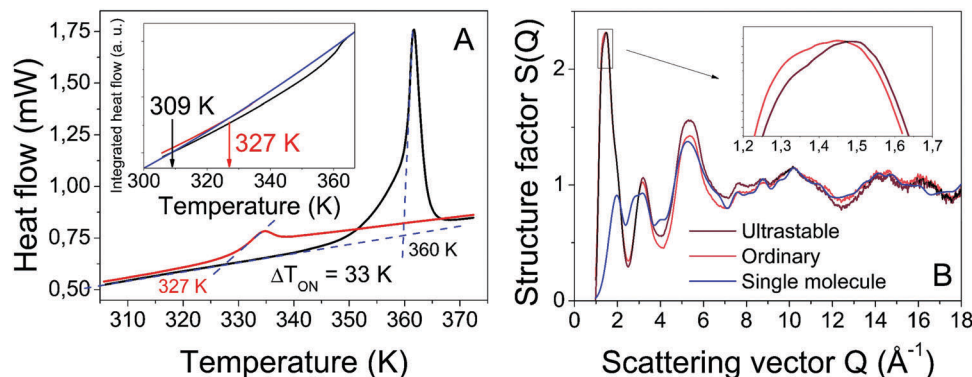 A
1,75
1,50
1,25
1,00
0,75
0,50
Heat flow (mW)
310 320 330 340 350 360 370
Temperature (K)
Integrated heat flow (a. u.)
309 K
327 K
300 320 340 360
Temperature (K)
327 K
ΔT_ON = 33 K
360 K
B
2
1
0
Structure factor S(Q)
0 2 4 6 8 10 12 14 16 18
Scattering vector Q (Å⁻¹)
1,2 1,3 1,4 1,5 1,6 1,7
Ultrastable
Ordinary
Single molecule